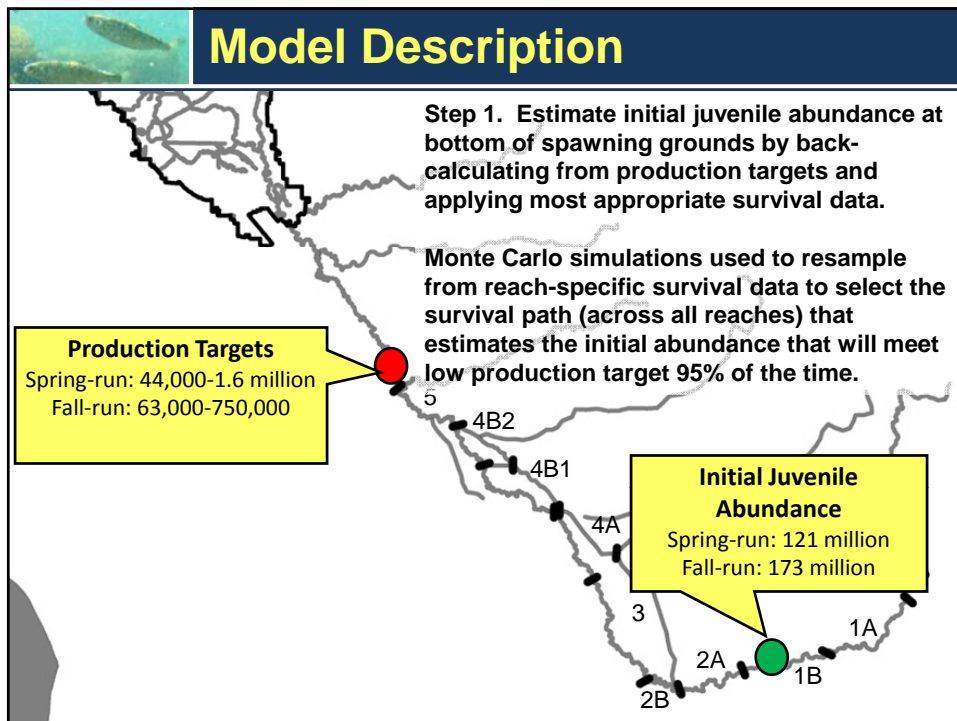 Model Description
Step 1.  Estimate initial juvenile abundance at
bottom of spawning grounds by back-
calculating from production targets and
applying most appropriate survival data.
Monte Carlo simulations used to resample
from reach-specific survival data to select the
survival path (across all reaches) that
estimates the initial abundance that will meet
low production target 95% of the time.
Production Targets
Spring-run: 44,000-1.6 million
Fall-run: 63,000-750,000
5
4B2
4B1
4A
Initial Juvenile
Abundance
Spring-run: 121 million
Fall-run: 173 million
3
1A
2A
1B
2B